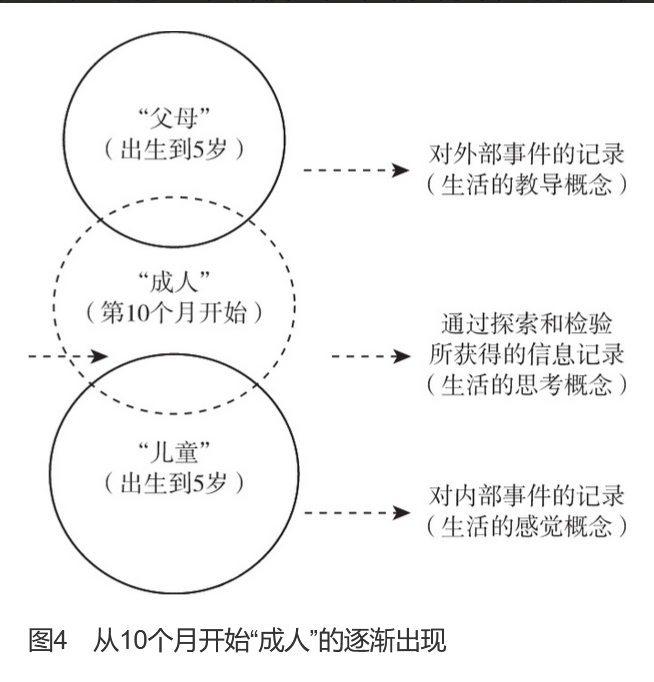 “父母”
（出生到5岁）
对外部事件的记录
（生活的教导概念）
“成人”
（第10个月开始）
通过探索和检验
所获得的信息记录
（生活的思考概念）
“儿童”
（出生到5岁）
对内部事件的记录
（生活的感觉概念）
图4 从10个月开始“成人”的逐渐出现